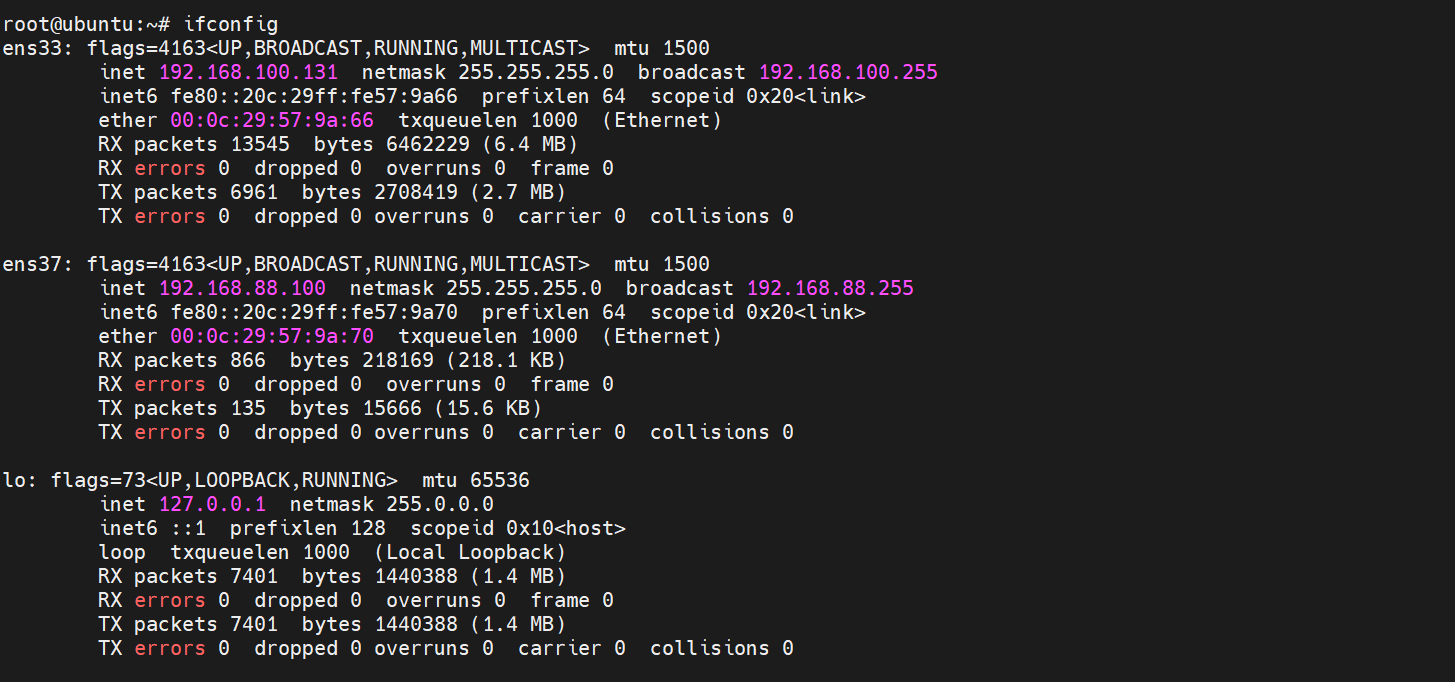 root@ubuntu:~# ifconfig
ens33: flags=4163<UP,BROADCAST,RUNNING,MULTICAST>  mtu 1500
        inet 192.168.100.131  netmask 255.255.255.0  broadcast 192.168.100.255
        inet6 fe80::20c:29ff:fe57:9a66  prefixlen 64  scopeid 0x20<link>
        ether 00:0c:29:57:9a:66  txqueuelen 1000  (Ethernet)
        RX packets 13545  bytes 6462229 (6.4 MB)
        RX errors 0  dropped 0  overruns 0  frame 0
        TX packets 6961  bytes 2708419 (2.7 MB)
        TX errors 0  dropped 0 overruns 0  carrier 0  collisions 0

ens37: flags=4163<UP,BROADCAST,RUNNING,MULTICAST>  mtu 1500
        inet 192.168.88.100  netmask 255.255.255.0  broadcast 192.168.88.255
        inet6 fe80::20c:29ff:fe57:9a70  prefixlen 64  scopeid 0x20<link>
        ether 00:0c:29:57:9a:70  txqueuelen 1000  (Ethernet)
        RX packets 866  bytes 218169 (218.1 KB)
        RX errors 0  dropped 0  overruns 0  frame 0
        TX packets 135  bytes 15666 (15.6 KB)
        TX errors 0  dropped 0 overruns 0  carrier 0  collisions 0

lo: flags=73<UP,LOOPBACK,RUNNING>  mtu 65536
        inet 127.0.0.1  netmask 255.0.0.0
        inet6 ::1  prefixlen 128  scopeid 0x10<host>
        loop  txqueuelen 1000  (Local Loopback)
        RX packets 7401  bytes 1440388 (1.4 MB)
        RX errors 0  dropped 0  overruns 0  frame 0
        TX packets 7401  bytes 1440388 (1.4 MB)
        TX errors 0  dropped 0 overruns 0  carrier 0  collisions 0